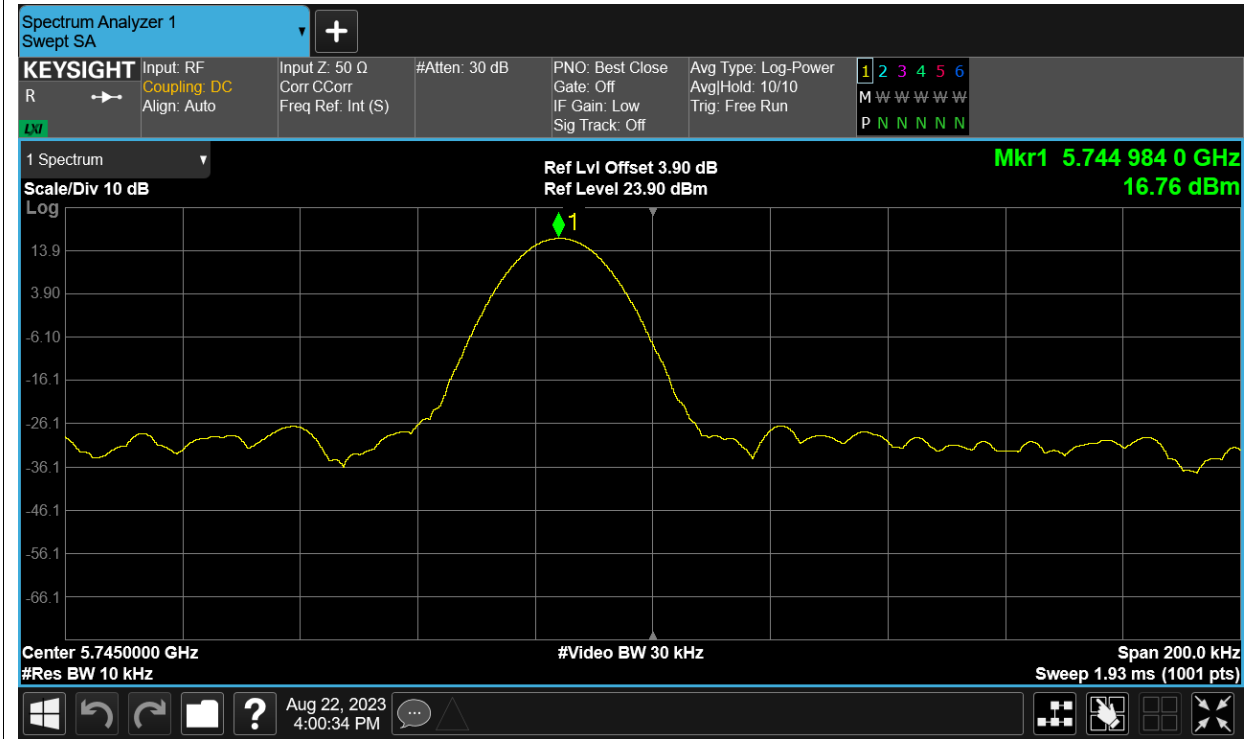 Spectrum Analyzer 1
Swept SA
KEYSIGHT
R
LXI
Input: RF
Coupling: DC
Align: Auto
Input Z: 50 Ω
Corr CCorr
Freq Ref: Int (S)
#Atten: 30 dB
PNO: Best Close
Gate: Off
IF Gain: Low
Sig Track: Off
Avg Type: Log-Power
Avg|Hold: 10/10
Trig: Free Run
1 2 3 4 5 6
M W W W W W
P N N N N N
1 Spectrum
Scale/Div 10 dB
Ref Lvl Offset 3.90 dB
Ref Level 23.90 dBm
Mkr1 5.744 984 0 GHz
16.76 dBm
Log
1
13.9
3.90
-6.10
-16.1
-26.1
-36.1
-46.1
-56.1
-66.1
Center 5.7450000 GHz
#Video BW 30 kHz
Span 200.0 kHz
#Res BW 10 kHz
Sweep 1.93 ms (1001 pts)
?
Aug 22, 2023
4:00:34 PM